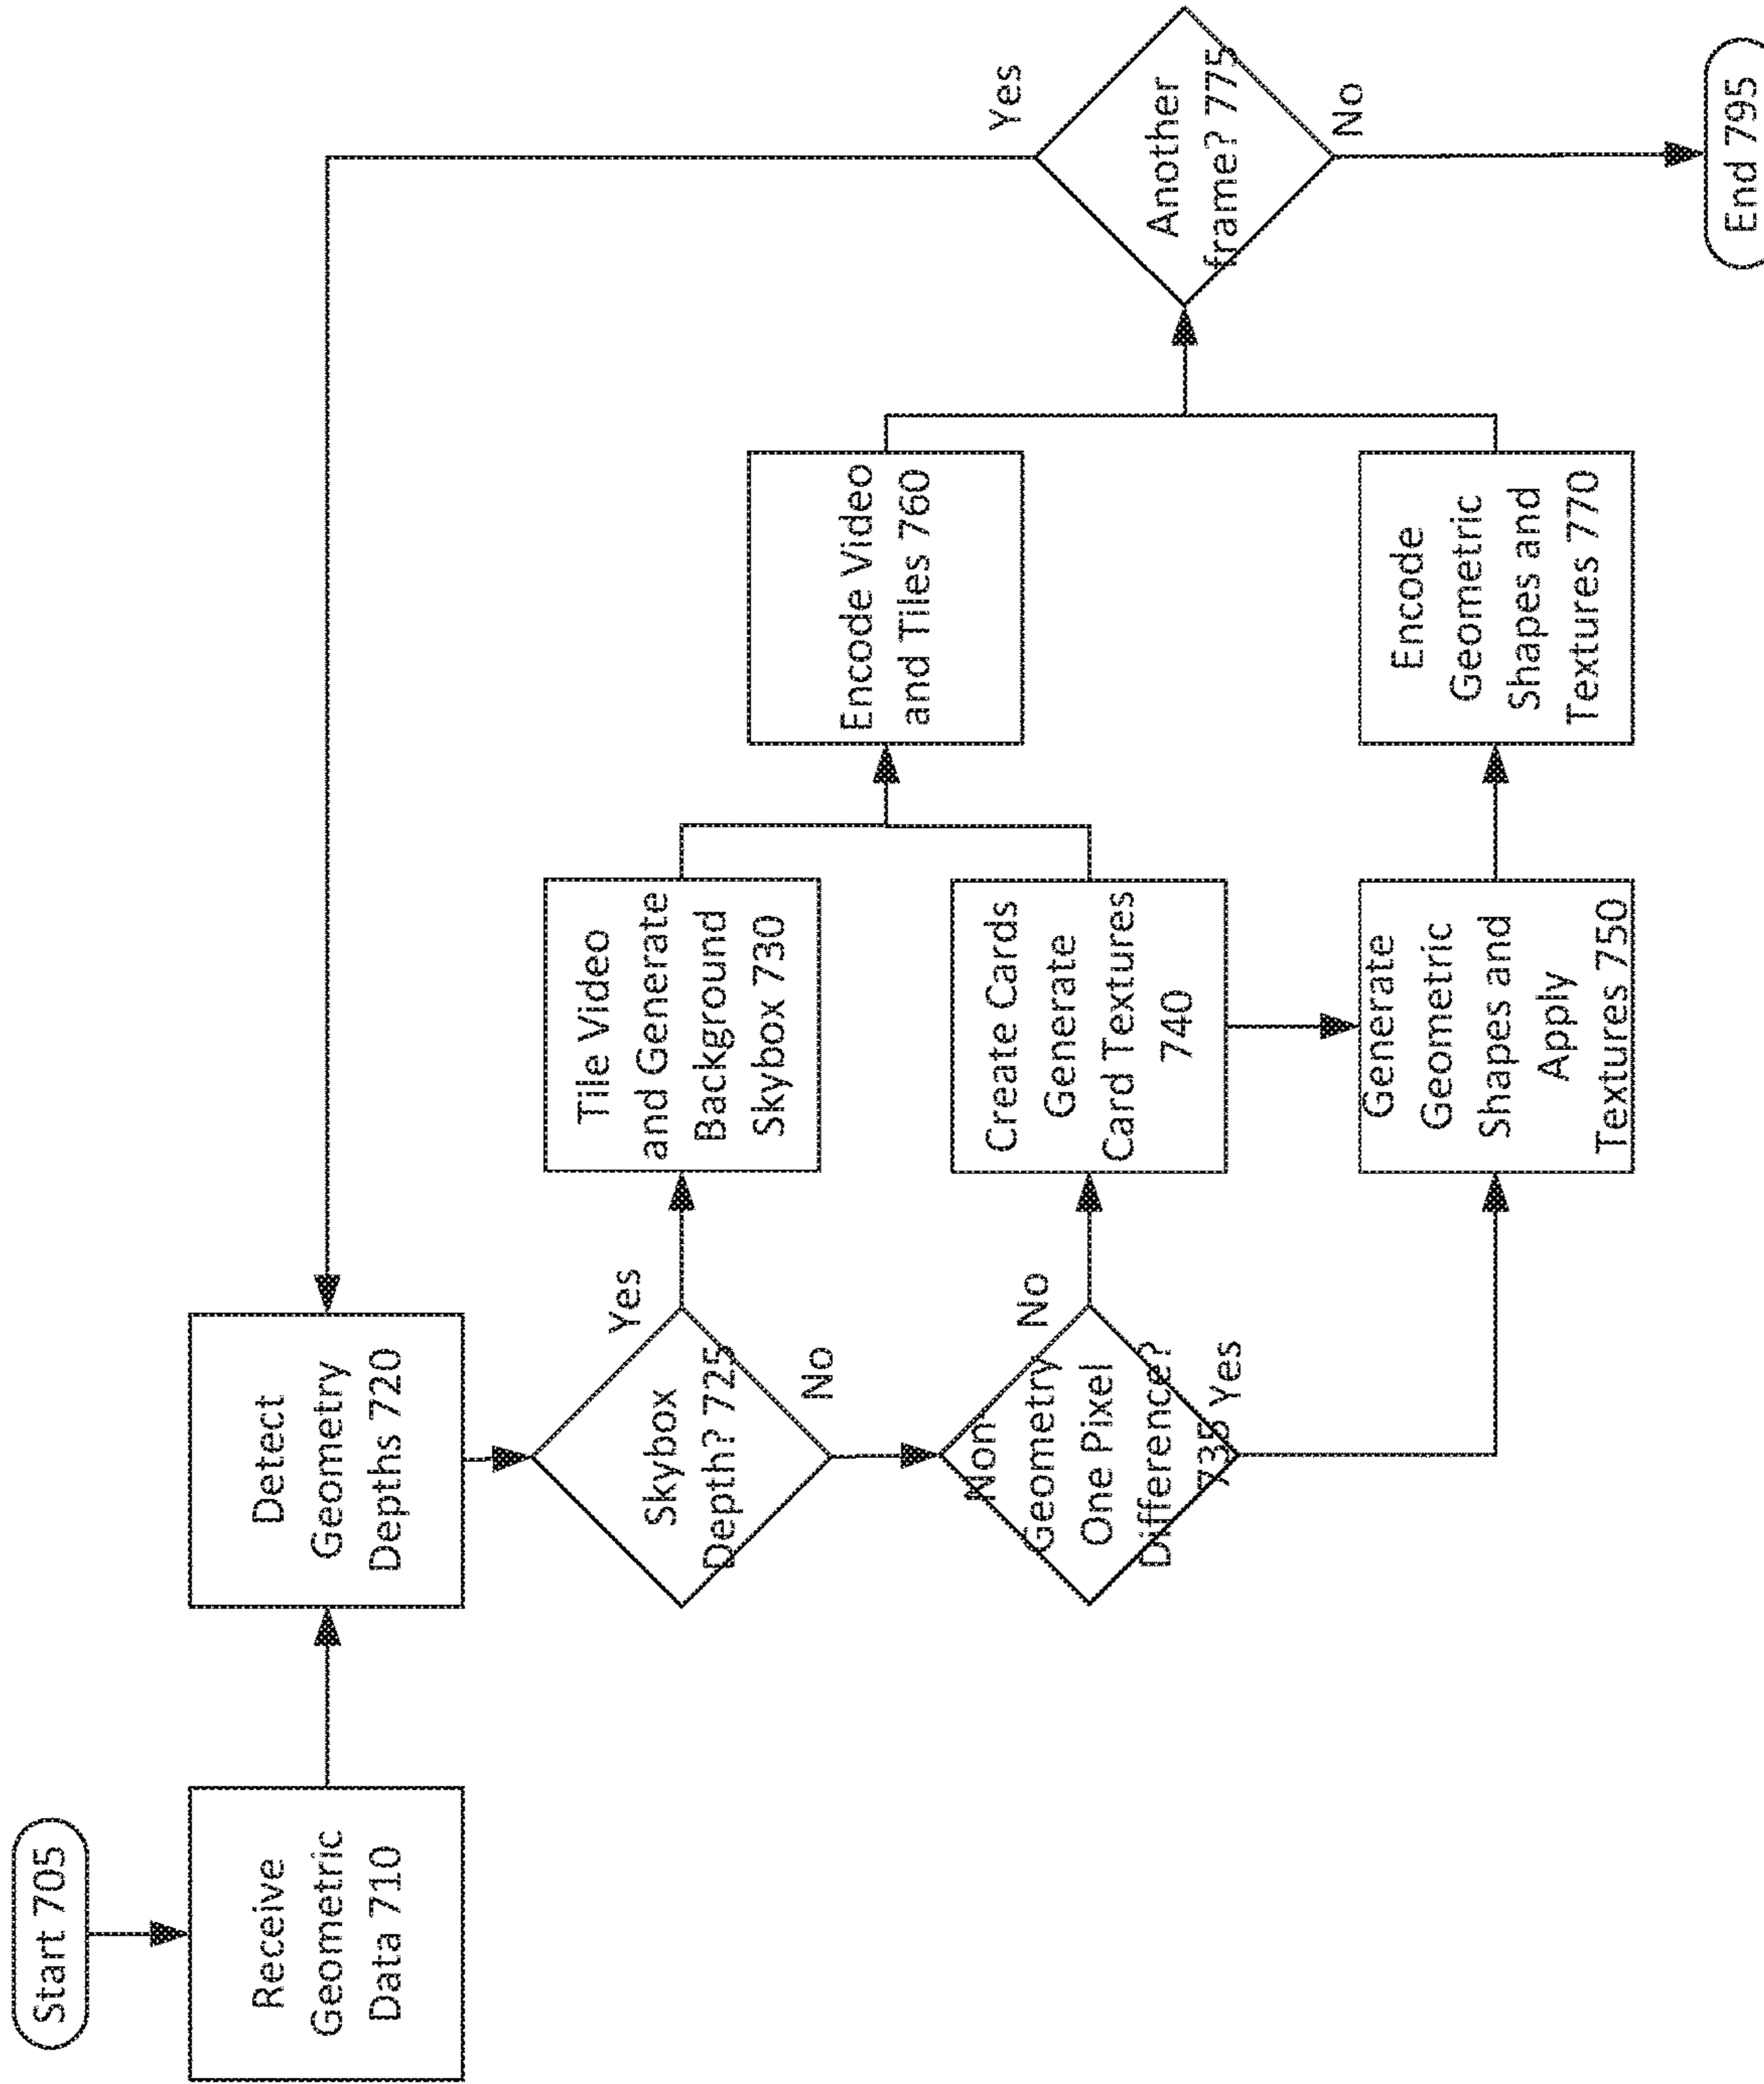 Start 705
Receive
Geometric
Data 710
Detect
Geometry
Depths 720
Skybox
Depth? 725
Yes
No
Tile Video
and Generate
Background
Skybox 730
Non-
Geometry
One Pixel
Difference?
735
No
Yes
Create Cards
Generate
Card Textures
740
Generate
Geometric
Shapes and
Apply
Textures 750
Encode Video
and Tiles 760
Encode
Geometric
Shapes and
Textures 770
Another
frame? 775
Yes
No
End 795